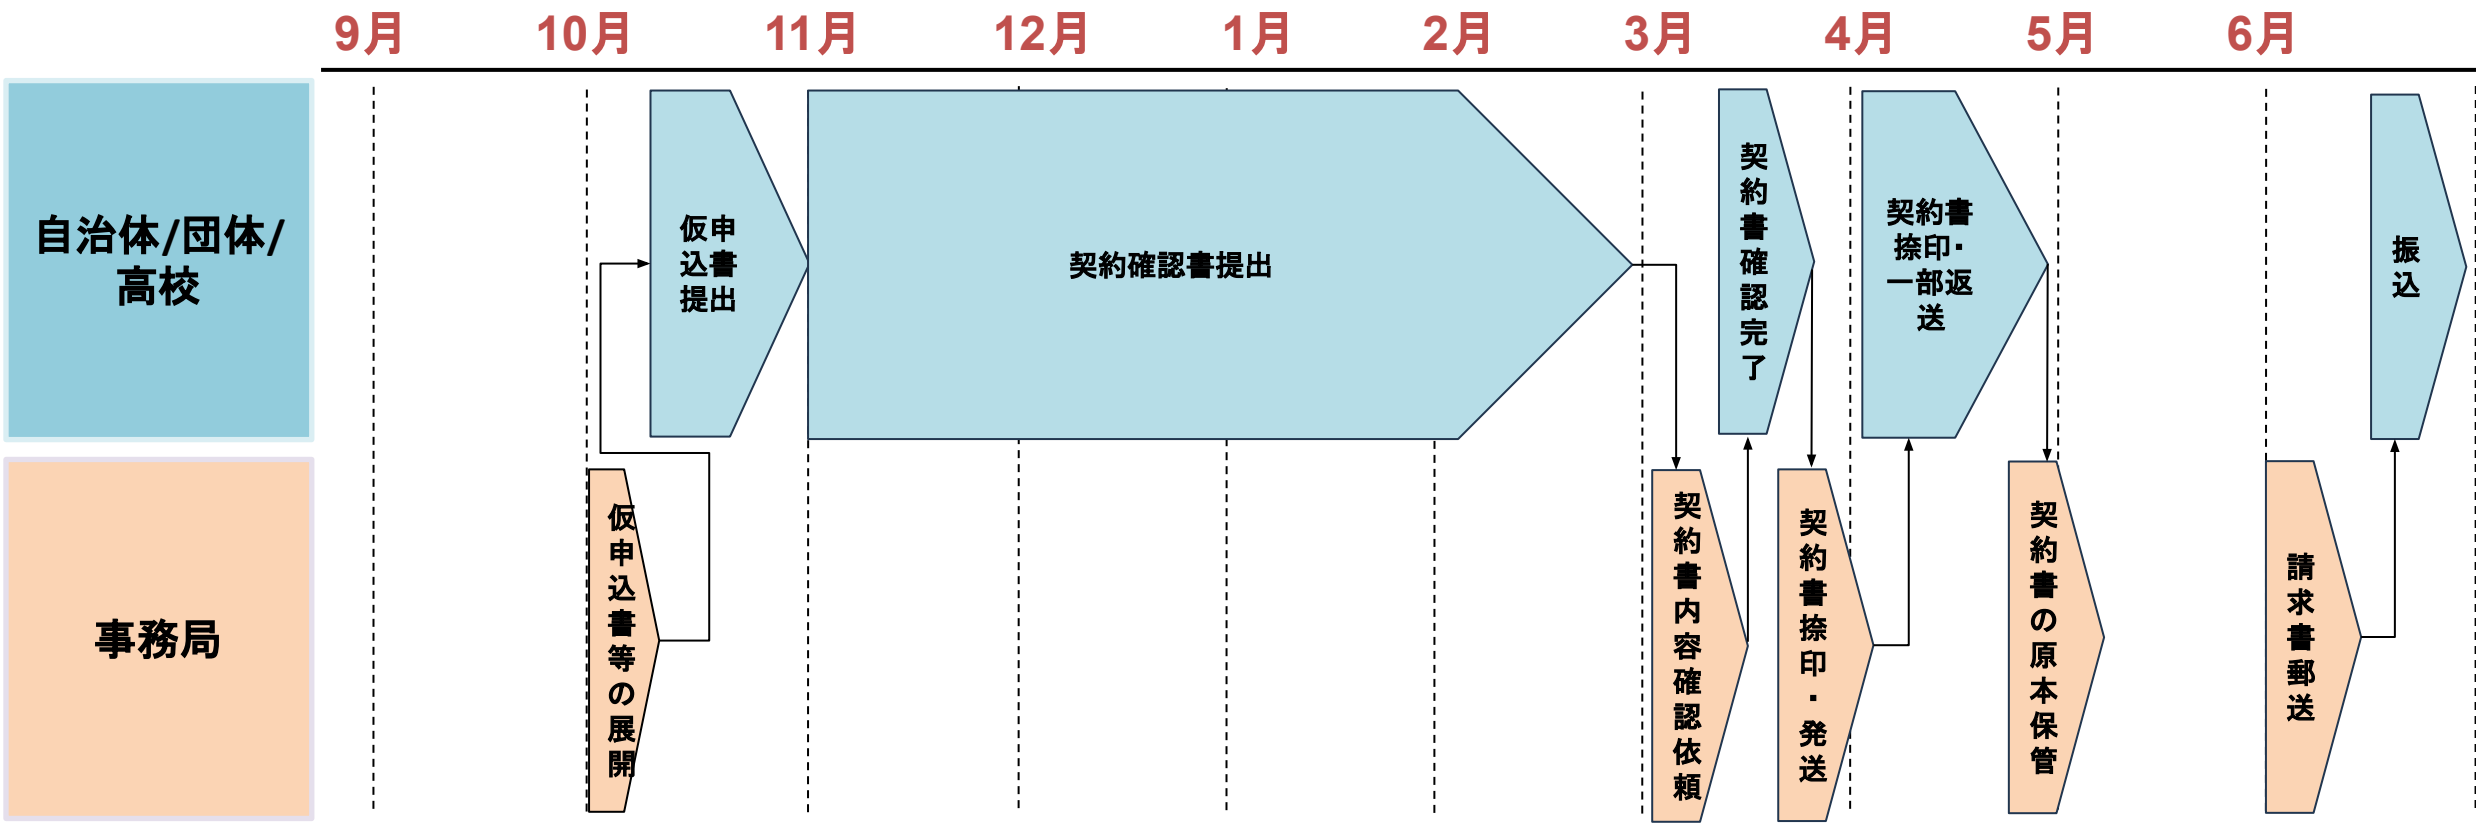 9月 10月 11月 12月 1月 2月 3月 4月 5月 6月
自治体/団体/
高校
仮申
込書
提出
契約確認書提出
契
約
書
確
認
完
了
契約書
捺印・
一部返
送
振
込
事務局
仮
申
込
書
等
の
展
開
契
約
書
内
容
確
認
依
頼
契
約
書
捺
印
・
発
送
契
約
書
の
原
本
保
管
請
求
書
郵
送